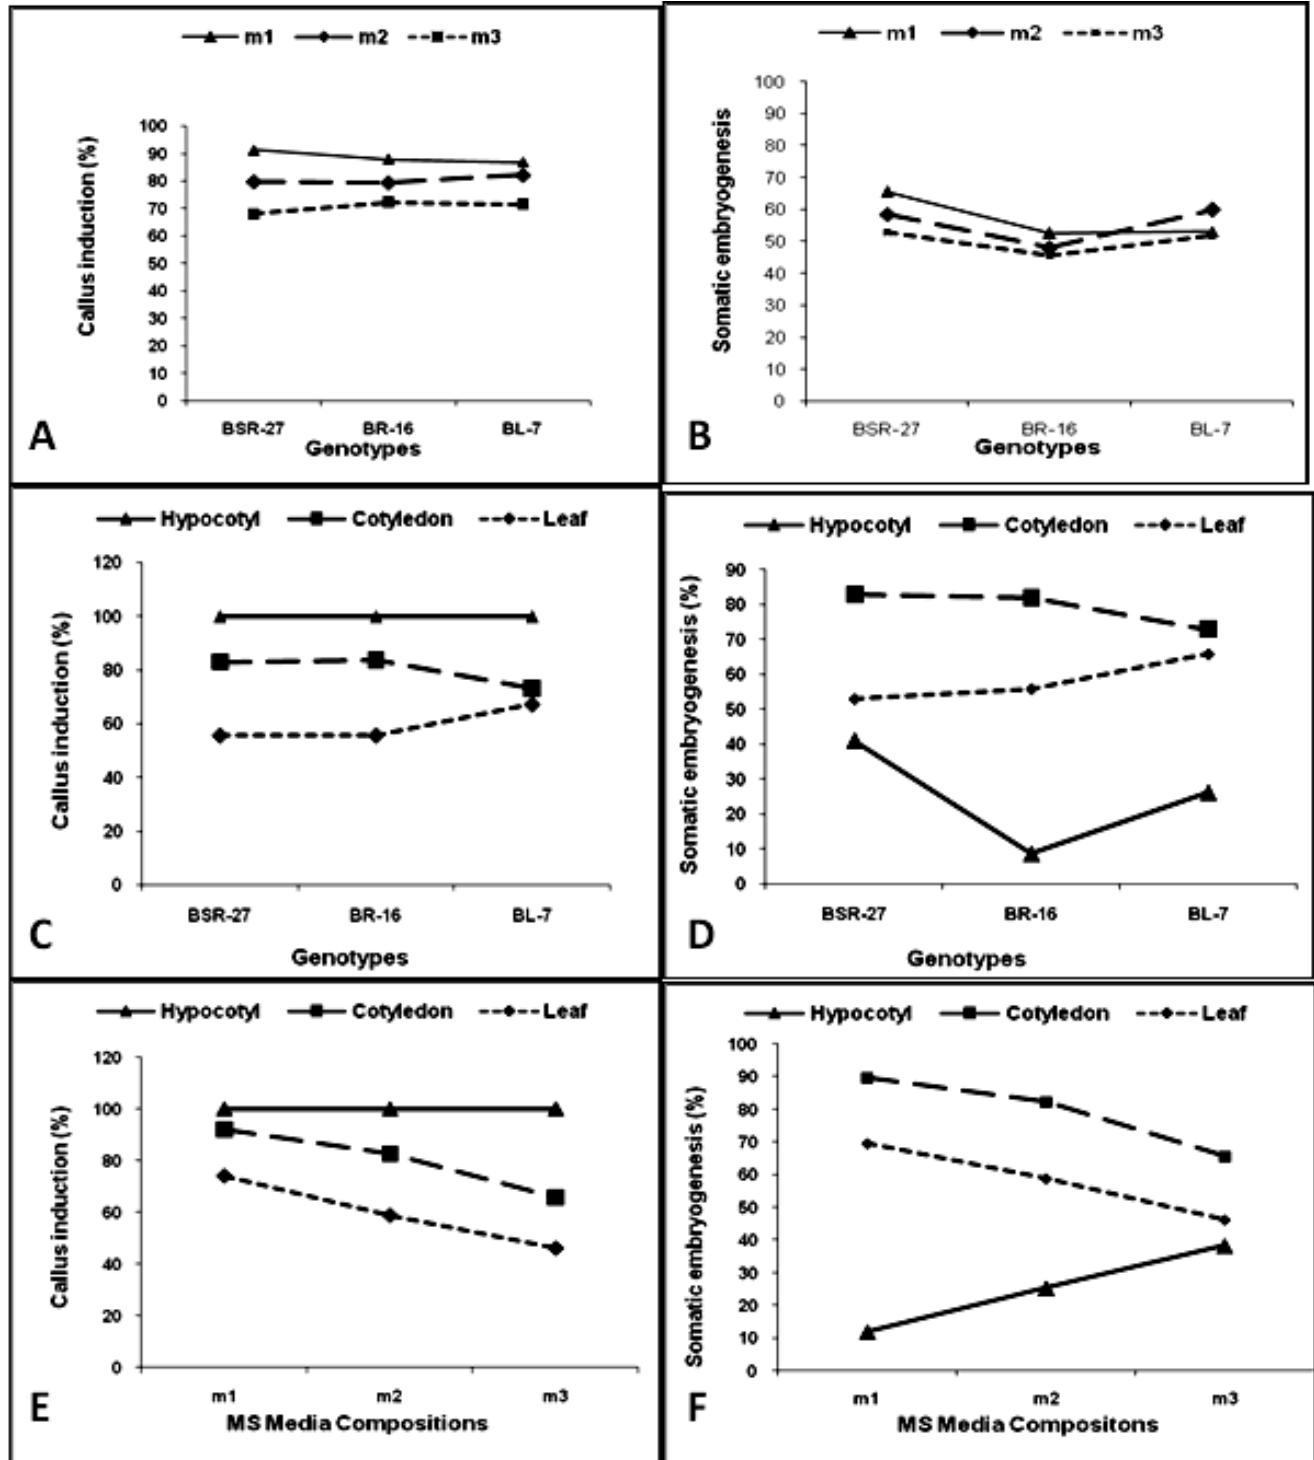 m1 m2 m3
Callus induction (%)
100
90
80
70
60
50
40
30
20
10
0
BSR-27 BR-16 BL-7
Genotypes
A
m1 m2 m3
Somatic embryogenesis
100
90
80
70
60
50
40
30
20
10
0
BSR-27 BR-16 BL-7
Genotypes
B
Hypocotyl Cotyledon Leaf
Callus induction (%)
120
100
80
60
40
20
0
BSR-27 BR-16 BL-7
Genotypes
C
Hypocotyl Cotyledon Leaf
Somatic embryogenesis (%)
90
80
70
60
50
40
30
20
10
0
BSR-27 BR-16 BL-7
Genotypes
D
Hypocotyl Cotyledon Leaf
Callus induction (%)
120
100
80
60
40
20
0
m1 m2 m3
MS Media Compositions
E
Hypocotyl Cotyledon Leaf
Somatic embryogenesis (%)
100
90
80
70
60
50
40
30
20
10
0
m1 m2 m3
MS Media Compositons
F